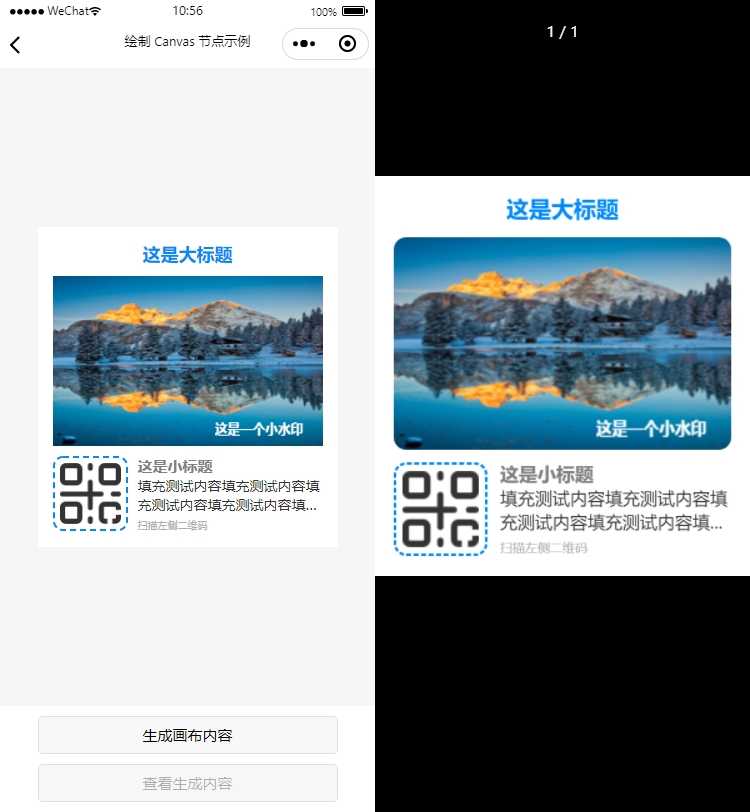 WeChat
10:56
100%
绘制 Canvas 节点示例
这是大标题
这是一个小水印
这是小标题
填充测试内容填充测试内容填
充测试内容填充测试内容填...
扫描左侧二维码
生成画布内容
查看生成内容
1 / 1
这是大标题
这是一个小水印
这是小标题
填充测试内容填充测试内容填
充测试内容填充测试内容填...
扫描左侧二维码